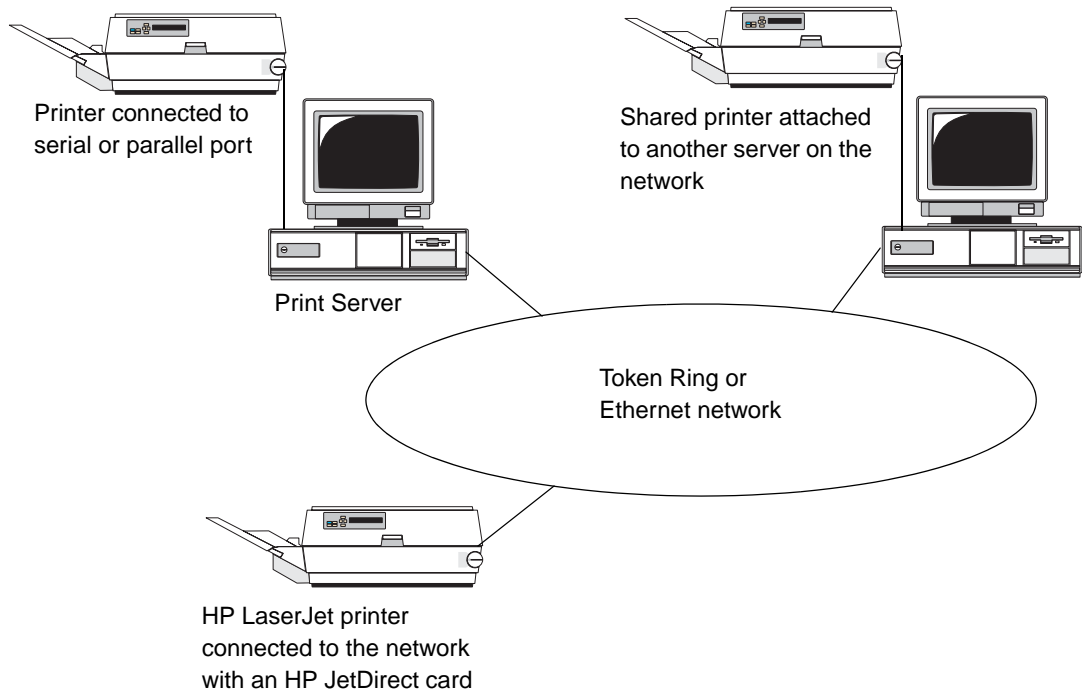 Printer connected to
serial or parallel port
Shared printer attached
to another server on the
network
Print Server
Token Ring or
Ethernet network
HP LaserJet printer
connected to the network
with an HP JetDirect card